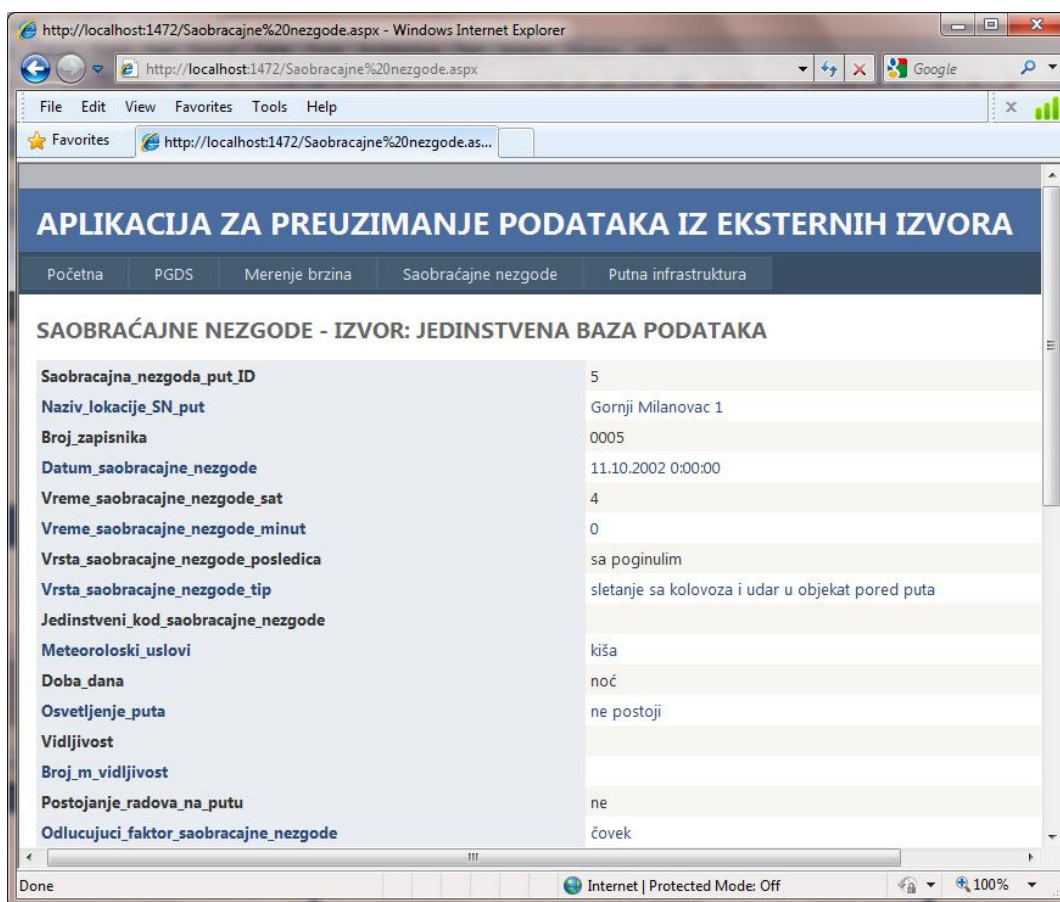 http://localhost:1472/Saobracajne%20nezgode.aspx - Windows Internet Explorer
http://localhost:1472/Saobracajne%20nezgode.aspx
Google
File Edit View Favorites Tools Help
x
Favorites
http://localhost:1472/Saobracajne%20nezgode.as...
APLIKACIJA ZA PREUZIMANJE PODATAKA IZ EKSTERNIH IZVORA
Početna PGDS Merenje brzina Saobraćajne nezgode Putna infrastruktura
SAOBRAĆAJNE NEZGODE - IZVOR: JEDINSTVENA BAZA PODATAKA
Saobracajna_nezgoda_put_ID 5
Naziv_lokacije_SN_put Gornji Milanovac 1
Broj_zapisnika 0005
Datum_saobracajne_nezgode 11.10.2002 0:00:00
Vreme_saobracajne_nezgode_sat 4
Vreme_saobracajne_nezgode_minut 0
Vrsta_saobracajne_nezgode_posledica sa poginulim
Vrsta_saobracajne_nezgode_tip sletanje sa kolovoza i udar u objekat pored puta
Jedinstveni_kod_saobracajne_nezgode
Meteoroloski_uslovi kiša
Doba_dana noć
Osvetljenje_puta ne postoji
Vidljivost
Broj_m_vidljivost
Postojanje_radova_na_putu ne
Odlucujuci_faktor_saobracajne_nezgode čovek
Done Internet | Protected Mode: Off 100%